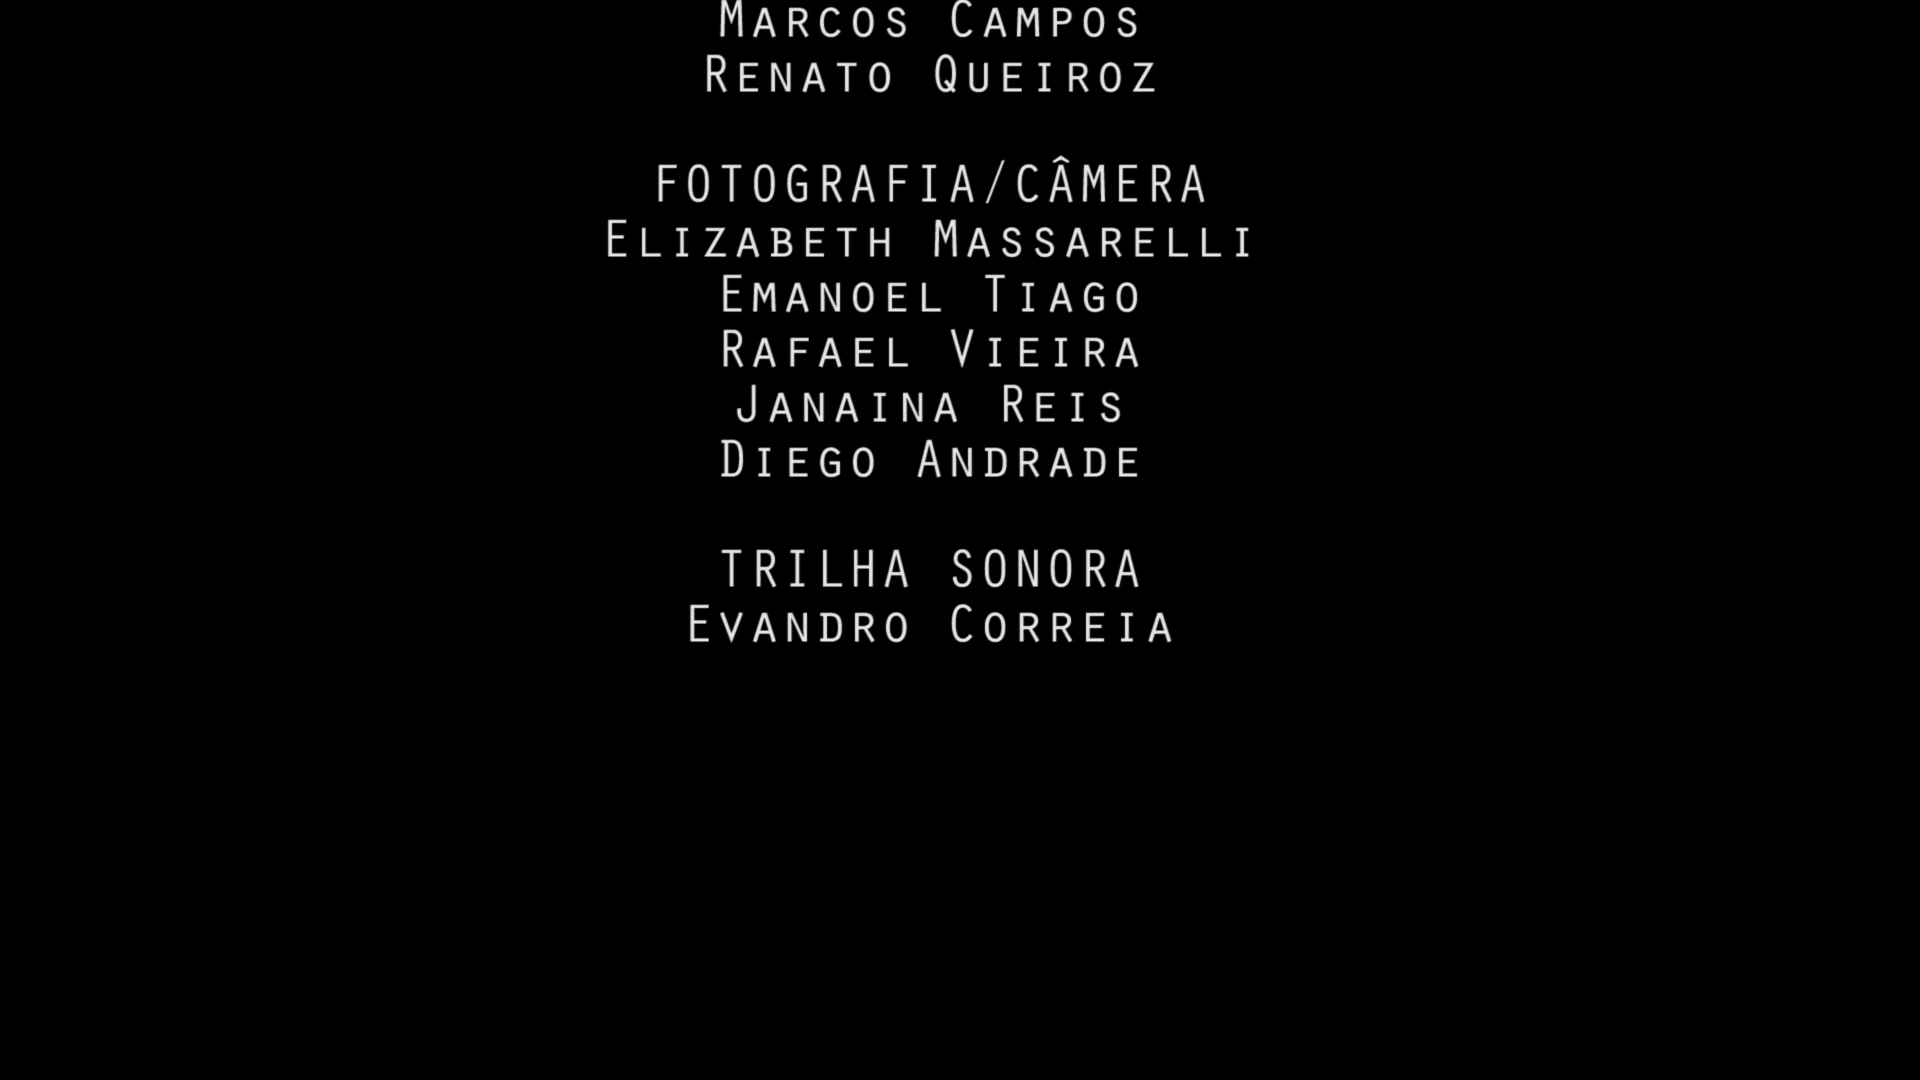 Marcos Campos
Renato Queiroz
FOTOGRAFIA/CÂMERA
Elizabeth Massarelli
Emanoel Tiago
Rafael Vieira
Janaina Reis
Diego Andrade
TRILHA SONORA
Evandro Correia